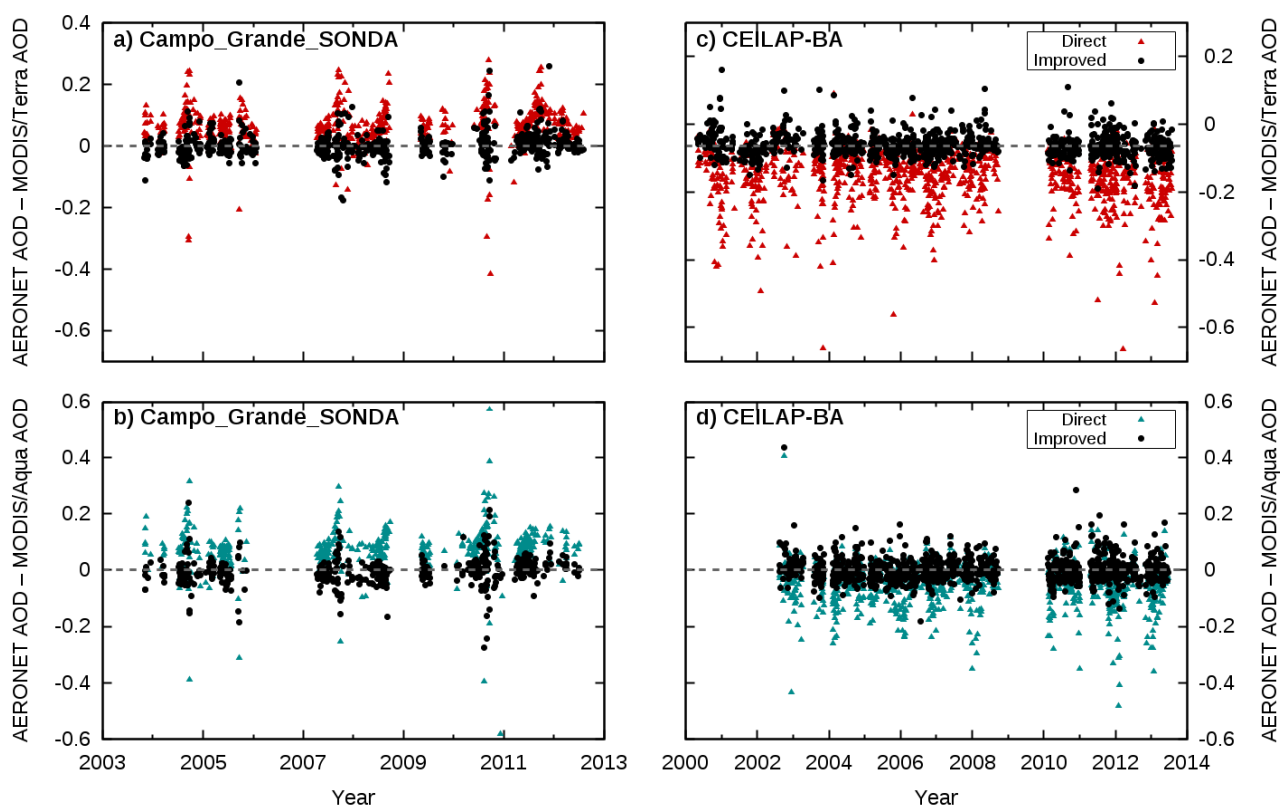 a) Campo_Grande_SONDA
0.4
0.2
0
-0.2
-0.4
-0.6
AERONET AOD – MODIS/Terra AOD
c) CEILAP-BA
Direct
Improved
0.2
0
-0.2
-0.4
-0.6
AERONET AOD – MODIS/Terra AOD
b) Campo_Grande_SONDA
0.6
0.4
0.2
0
-0.2
-0.4
-0.6
AERONET AOD – MODIS/Aqua AOD
2003
2005
2007
2009
2011
2013
Year
d) CEILAP-BA
Direct
Improved
0.6
0.4
0.2
0
-0.2
-0.4
-0.6
AERONET AOD – MODIS/Aqua AOD
2000
2002
2004
2006
2008
2010
2012
2014
Year